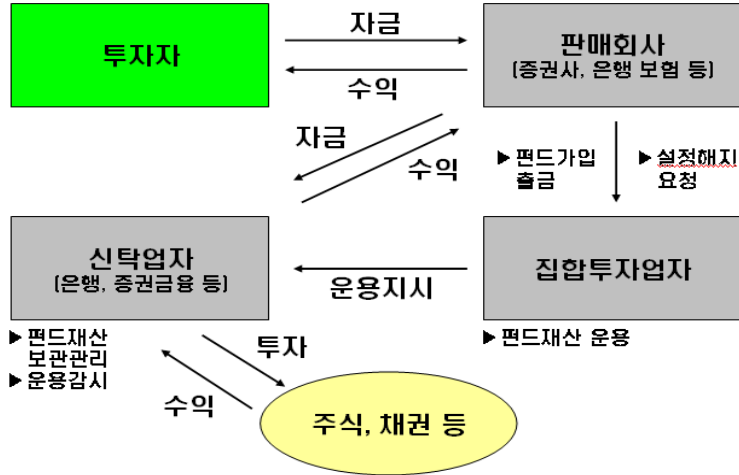 투자자
자금
수익
판매회사
(증권사, 은행 보험 등)
자금
수익
▶ 펀드가입
출금
▶ 설정해지
요청
신탁업자
(은행, 증권금융 등)
운용지시
집합투자업자
▶ 펀드재산
보관관리
▶ 운용감시
▶ 펀드재산 운용
투자
수익
주식, 채권 등